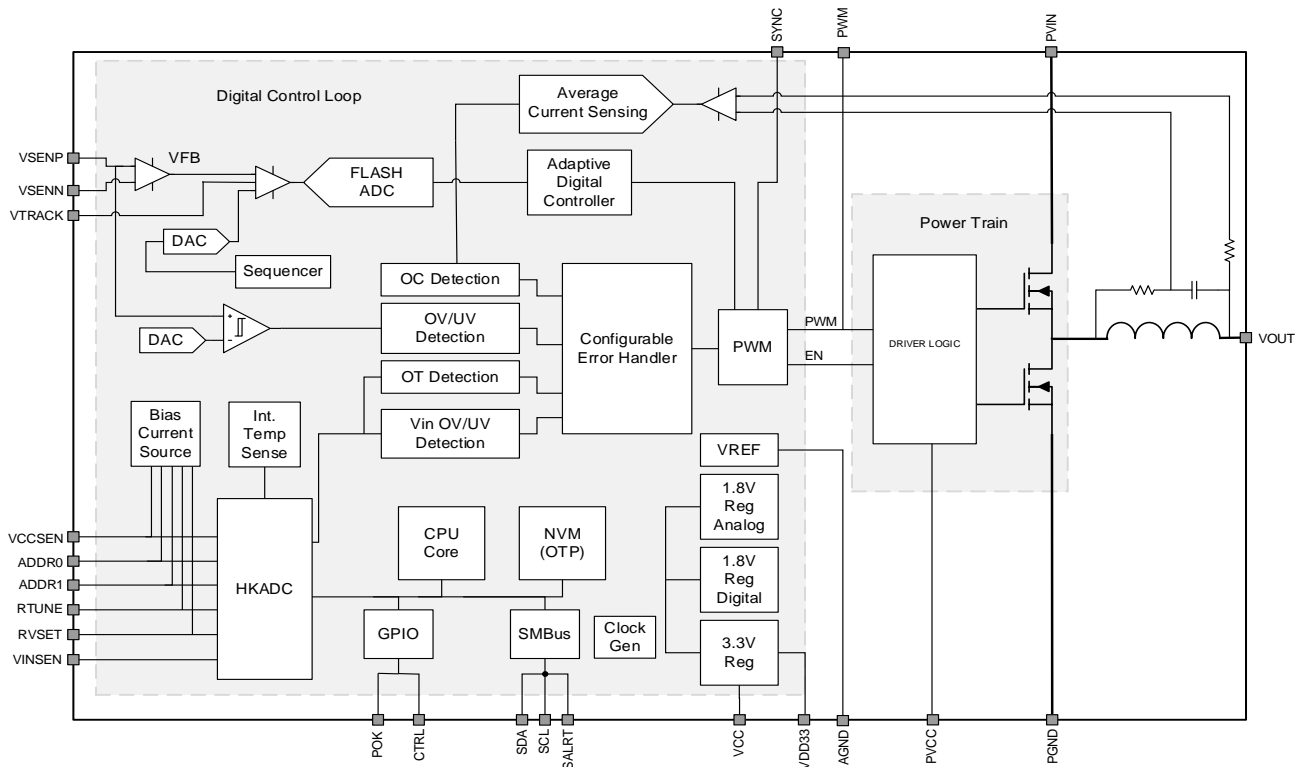 SYNC
PWM
PVIN
Digital Control Loop
Average
Current Sensing
VSENP
VSENN
VTRACK
VFB
FLASH
ADC
Adaptive
Digital
Controller
DAC
Sequencer
Power Train
OC Detection
OV/UV
Detection
OT Detection
Vin OV/UV
Detection
Configurable
Error Handler
DAC
+
-
PWM
PWM
EN
DRIVER LOGIC
VOUT
Bias
Current
Source
Int.
Temp
Sense
VREF
1.8V
Reg
Analog
1.8V
Reg
Digital
3.3V
Reg
VCCSEN
ADDR0
ADDR1
RTUNE
RVSET
VINSEN
HKADC
CPU
Core
NVM
(OTP)
GPIO
SMBus
Clock
Gen
POK
CTRL
SDA
SCL
SALRT
VCC
VDD33
AGND
PVCC
PGND